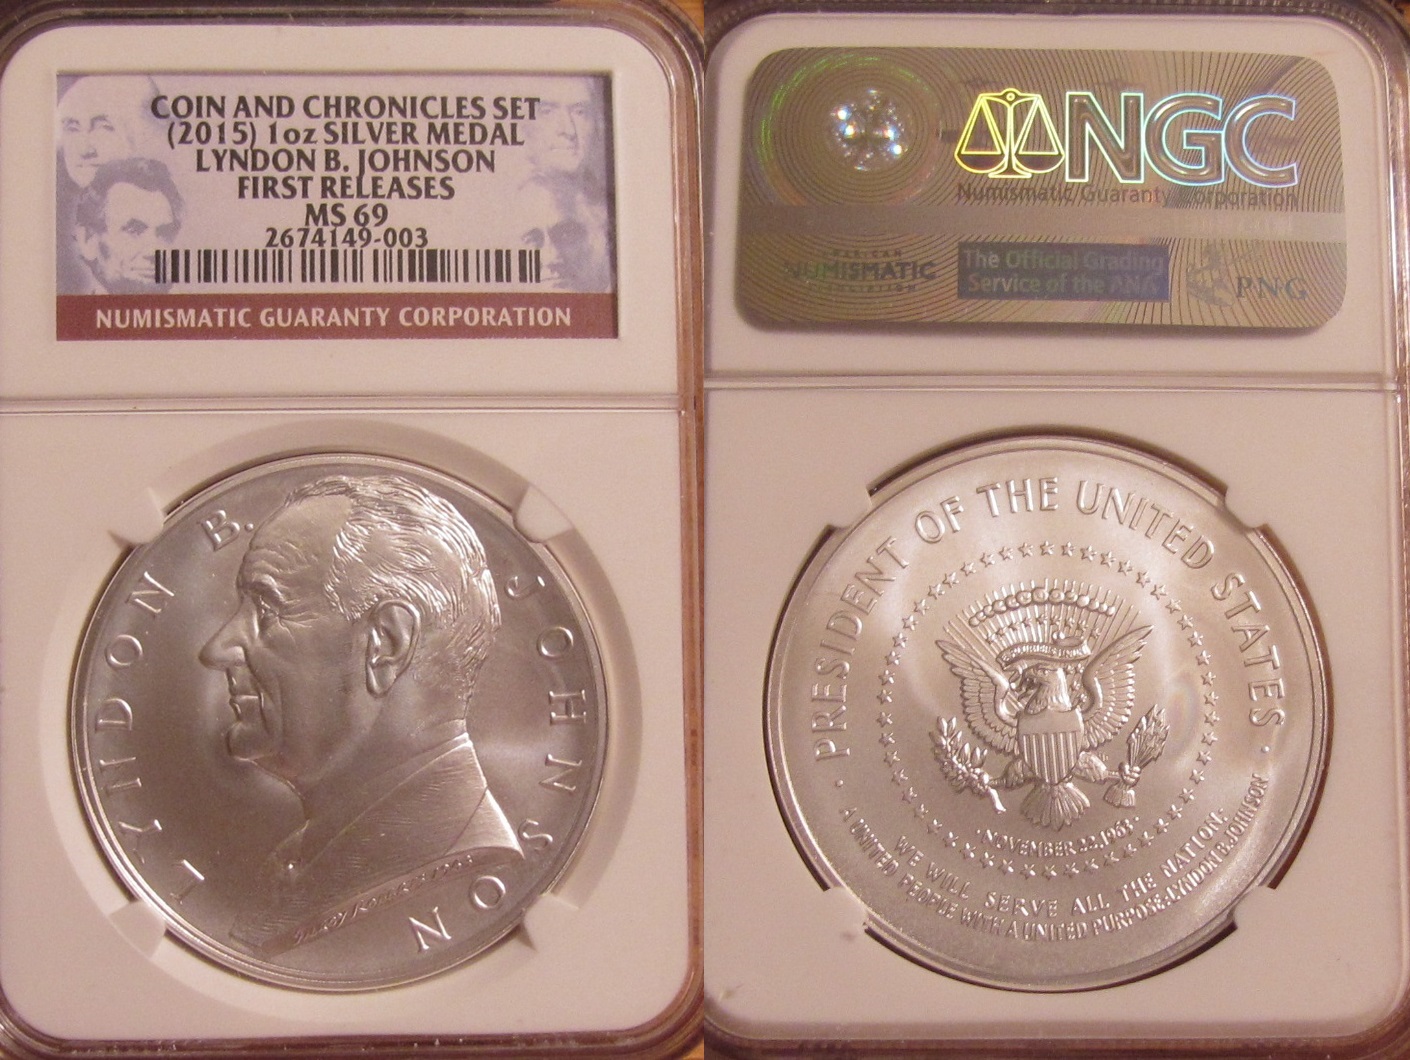 COIN AND CHRONICLES SET
(2015) 1oz SILVER MEDAL
LYNDON B. JOHNSON
FIRST RELEASES
MS 69
2674149-003
NUMISMATIC GUARANTY CORPORATION
LYNDON B. JOHNSON
NGC
Numismatic Guaranty Corporation
NUMISMATIC
The Official Grading
Service of the ANA
PNG
PRESIDENT OF THE UNITED STATES
·NOVEMBER 22, 1963·
WE WILL SERVE ALL THE NATION.
A UNITED PEOPLE WITH A UNITED PURPOSE. LYNDON B. JOHNSON